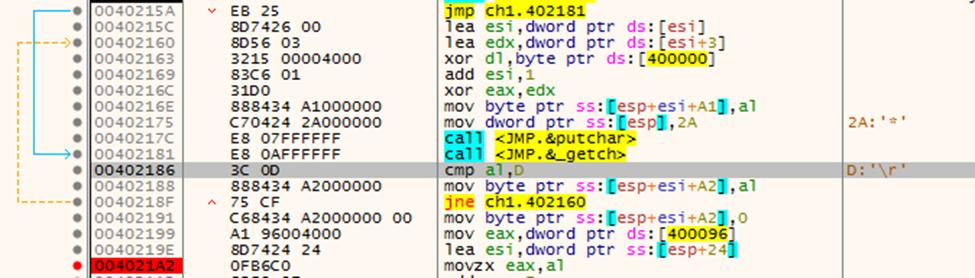 0040215A EB 25 jmp ch1.402181
0040215C 8D7426 00 lea esi,dword ptr ds:[esi]
00402160 8D56 03 lea edx,dword ptr ds:[esi+3]
00402163 3215 00004000 xor dl,byte ptr ds:[400000]
00402169 83C6 01 add esi,1
0040216C 31D0 xor eax,edx
0040216E 888434 A1000000 mov byte ptr ss:[esp+esi+A1],al
00402175 C70424 2A000000 mov dword ptr ss:[esp],2A 2A:'*'
0040217C E8 07FFFFFF call <JMP.&putchar>
00402181 E8 0AFFFFFF call <JMP.&_getch>
00402186 3C 0D cmp al,D D:'\r'
00402188 888434 A2000000 mov byte ptr ss:[esp+esi+A2],al
0040218F 75 CF jne ch1.402160
00402191 C68434 A2000000 00 mov byte ptr ss:[esp+esi+A2],0
00402199 A1 96004000 mov eax,dword ptr ds:[400096]
0040219E 8D7424 24 lea esi,dword ptr ss:[esp+24]
004021A2 0FB6C0 movzx eax,al